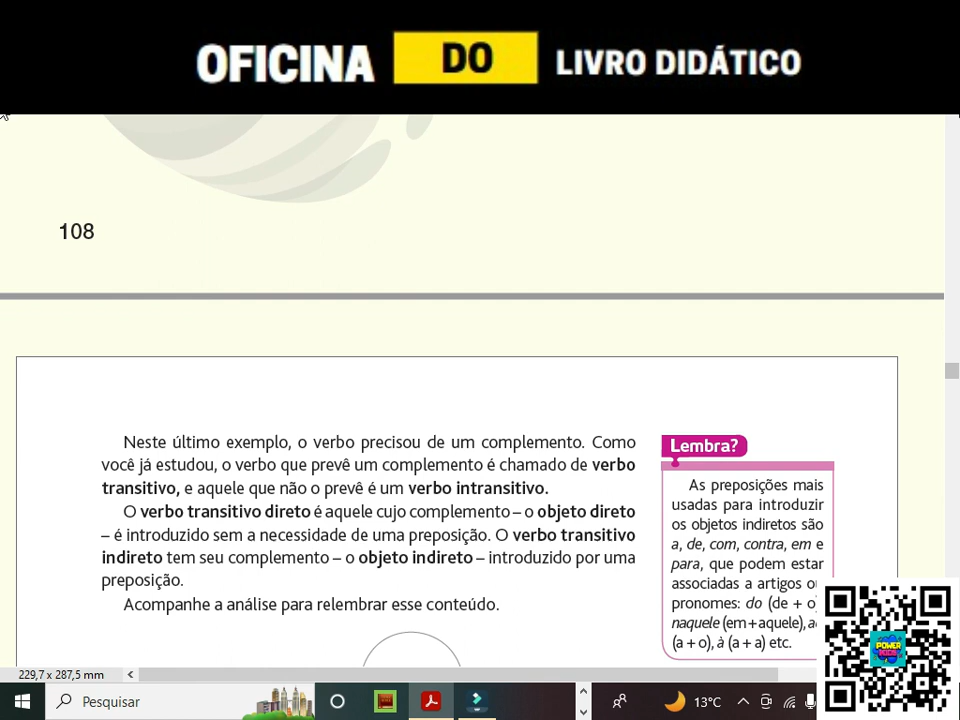 OFICINA DO LIVRO DIDÁTICO
108
Neste último exemplo, o verbo precisou de um complemento. Como
você já estudou, o verbo que prevê um complemento é chamado de verbo
transitivo, e aquele que não o prevê é um verbo intransitivo.
O verbo transitivo direto é aquele cujo complemento – o objeto direto
– é introduzido sem a necessidade de uma preposição. O verbo transitivo
indireto tem seu complemento – o objeto indireto – introduzido por uma
preposição.
Acompanhe a análise para relembrar esse conteúdo.
Lembra?
As preposições mais
usadas para introduzir
os objetos indiretos são
a, de, com, contra, em e
para, que podem estar
associadas a artigos
pronomes: do (de + o)
naquele (em+aquele),
(a + o), à (a + a) etc.
229,7 x 287,5 mm
Pesquisar
13°C
POWER